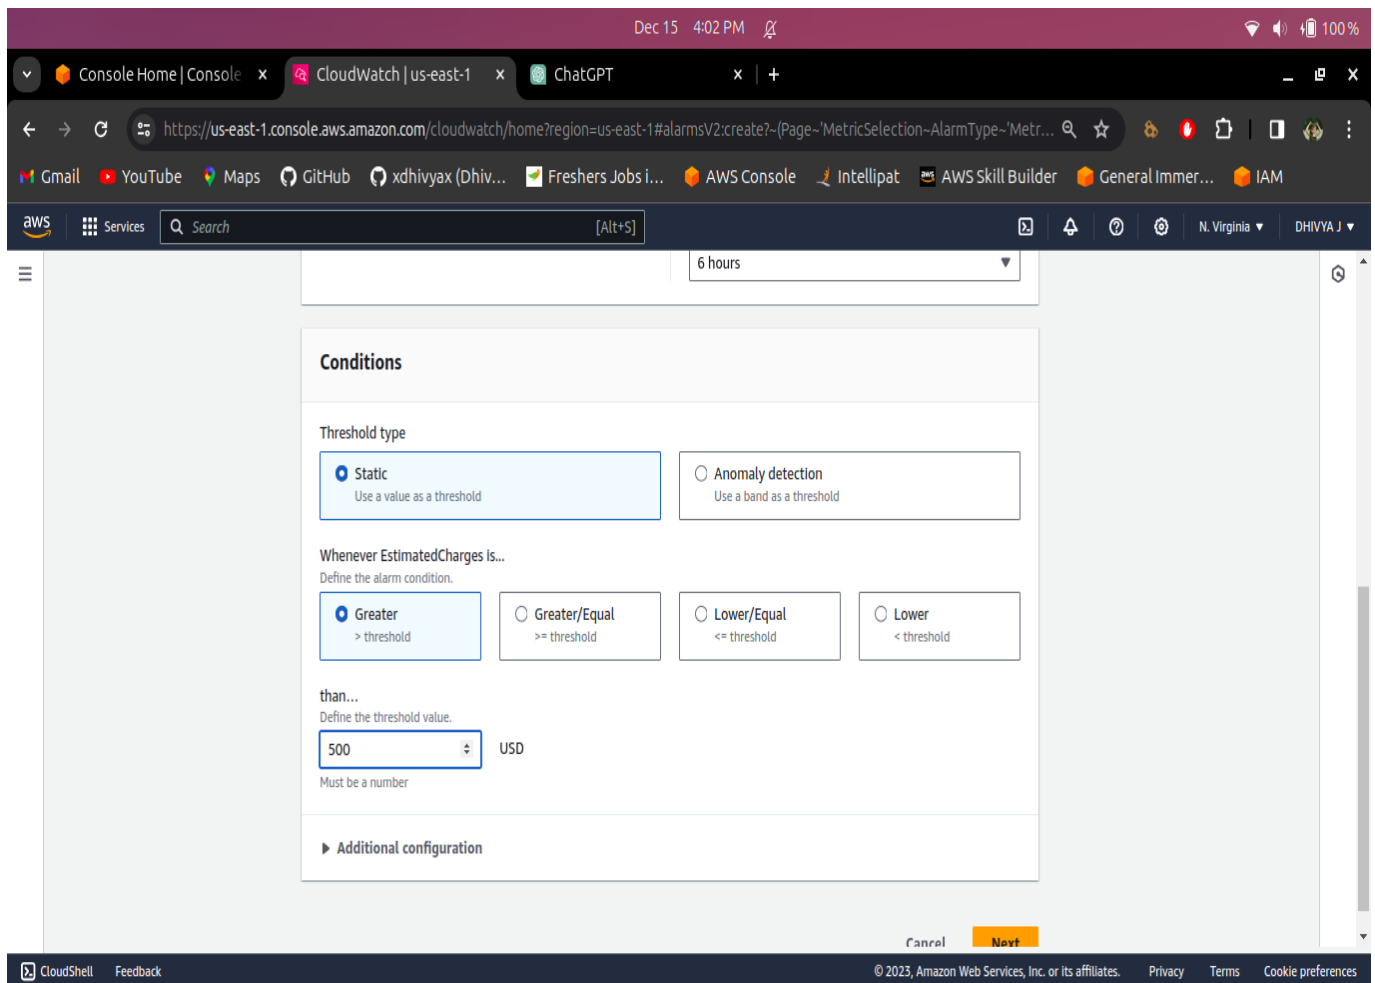 Dec 15 4:02 PM 100%
Console Home | Console CloudWatch | us-east-1 ChatGPT
https://us-east-1.console.aws.amazon.com/cloudwatch/home?region=us-east-1#alarmsV2:create?~(Page~'MetricSelection~AlarmType~'Metr...
Gmail YouTube Maps GitHub xdhivyax (Dhiv... Freshers Jobs i... AWS Console Intellipat AWS Skill Builder General Immer... IAM
aws Services Search [Alt+S] N. Virginia DHIVYA J
6 hours
Conditions
Threshold type
Static Anomaly detection
Use a value as a threshold Use a band as a threshold
Whenever EstimatedCharges is...
Define the alarm condition.
Greater Greater/Equal Lower/Equal Lower
> threshold >= threshold <= threshold < threshold
than...
Define the threshold value.
500 USD
Must be a number
Additional configuration
Cancel Next
CloudShell Feedback © 2023, Amazon Web Services, Inc. or its affiliates. Privacy Terms Cookie preferences